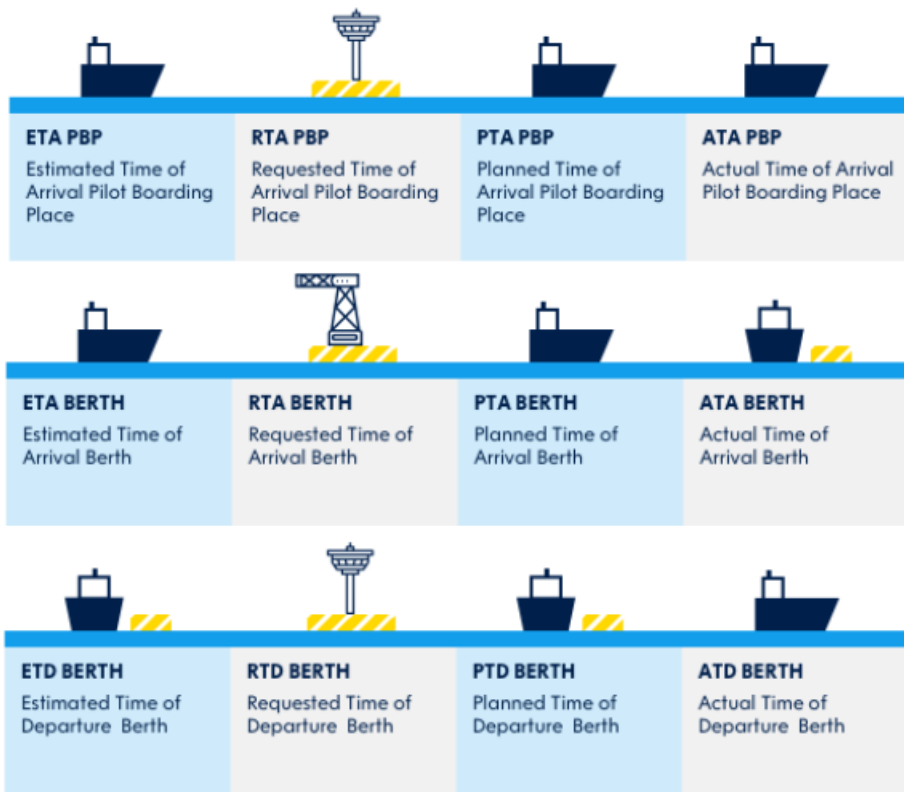 ETA PBP
Estimated Time of
Arrival Pilot Boarding
Place
RTA PBP
Requested Time of
Arrival Pilot Boarding
Place
PTA PBP
Planned Time of
Arrival Pilot Boarding
Place
ATA PBP
Actual Time of Arrival
Pilot Boarding Place
ETA BERTH
Estimated Time of
Arrival Berth
RTA BERTH
Requested Time of
Arrival Berth
PTA BERTH
Planned Time of
Arrival Berth
ATA BERTH
Actual Time of
Arrival Berth
ETD BERTH
Estimated Time of
Departure Berth
RTD BERTH
Requested Time of
Departure Berth
PTD BERTH
Planned Time of
Departure Berth
ATD BERTH
Actual Time of
Departure Berth